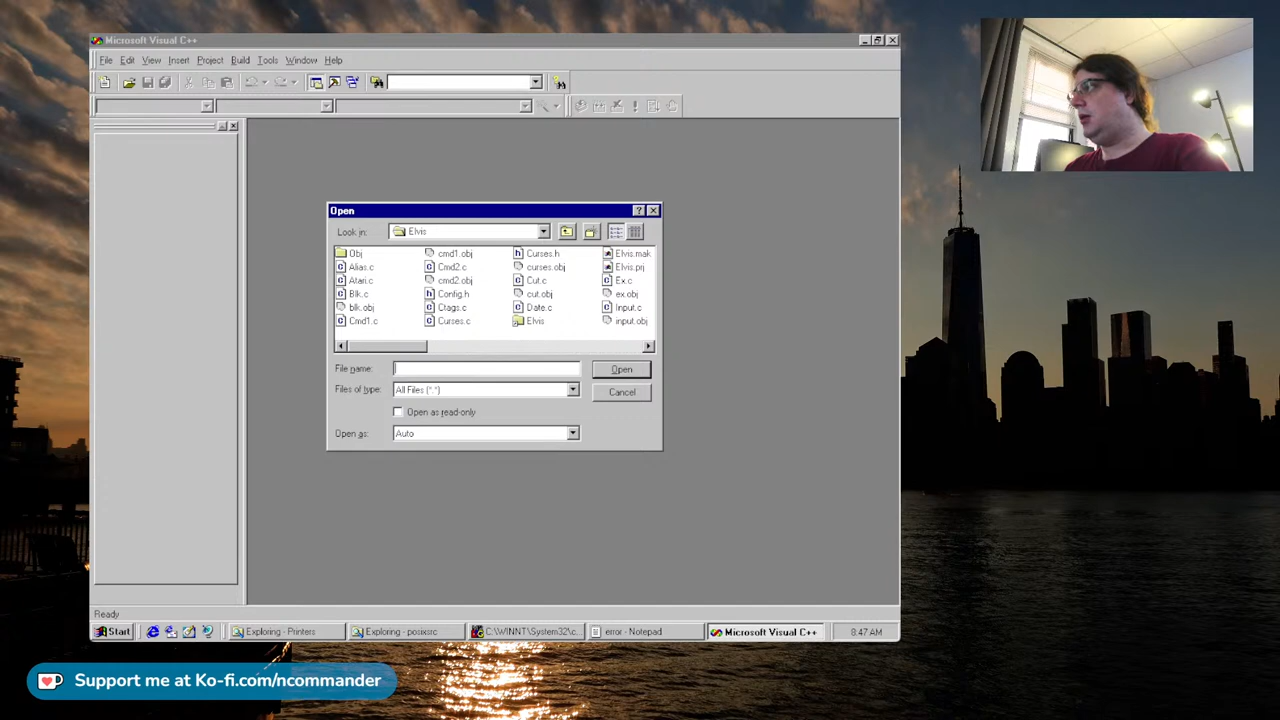 Microsoft Visual C++
File Edit View Insert Project Build Tools Window Help
Open
Look in: Elvis
Obj cmd1.obj Curses.h Elvis.mak
Alias.c Cmd2.c curses.obj Elvis.prj
Atari.c cmd2.obj Cut.c Ex.c
Blk.c Config.h cut.obj ex.obj
blk.obj Ctags.c Date.c Input.c
Cmd1.c Curses.c Elvis input.obj
File name: Open
Files of type: All Files (*.*) Cancel
Open as read-only
Open as: Auto
Ready
Start Exploring - Printers Exploring - posixsrc C:\WINNT\System32\c... error - Notepad Microsoft Visual C++ 8:47 AM
Support me at Ko-fi.com/ncommander